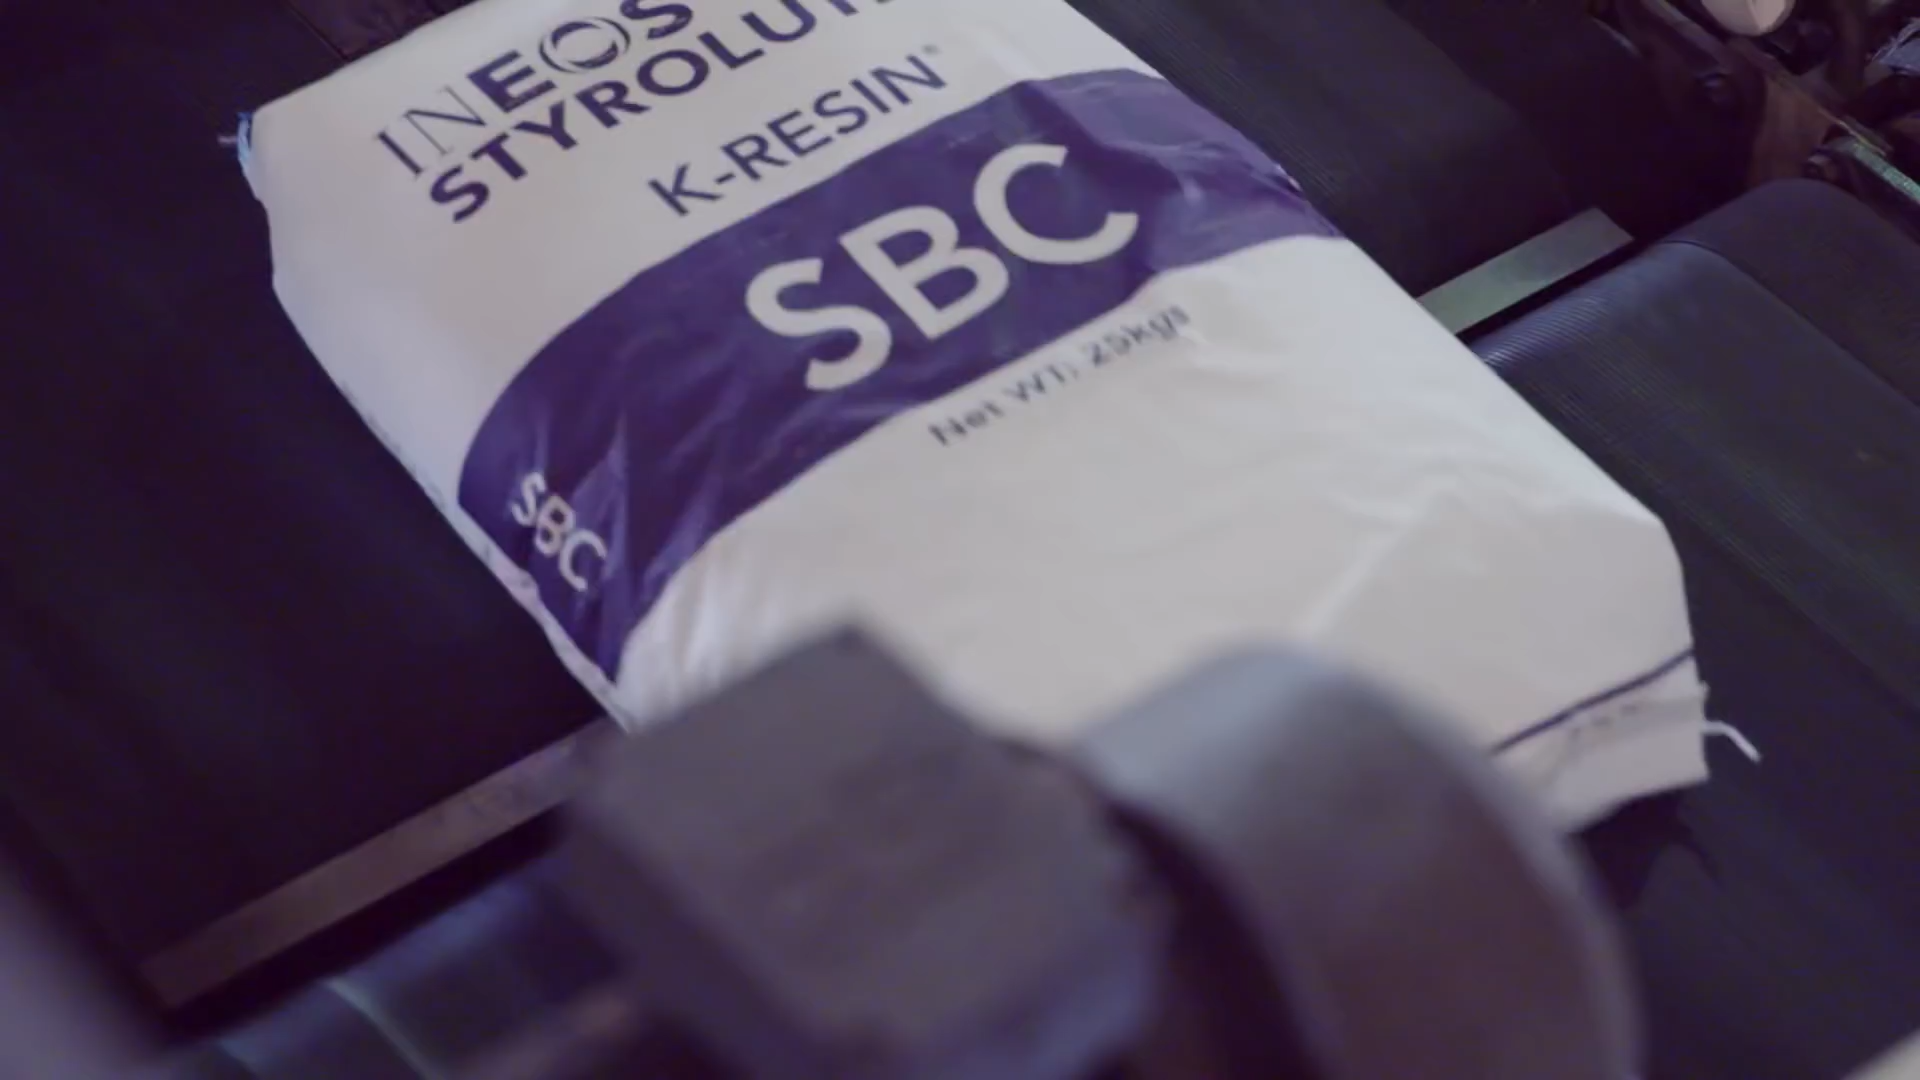 INEOS
STYROLUTI
K-RESIN®
SBC
Net WT: 25kgs
SBC